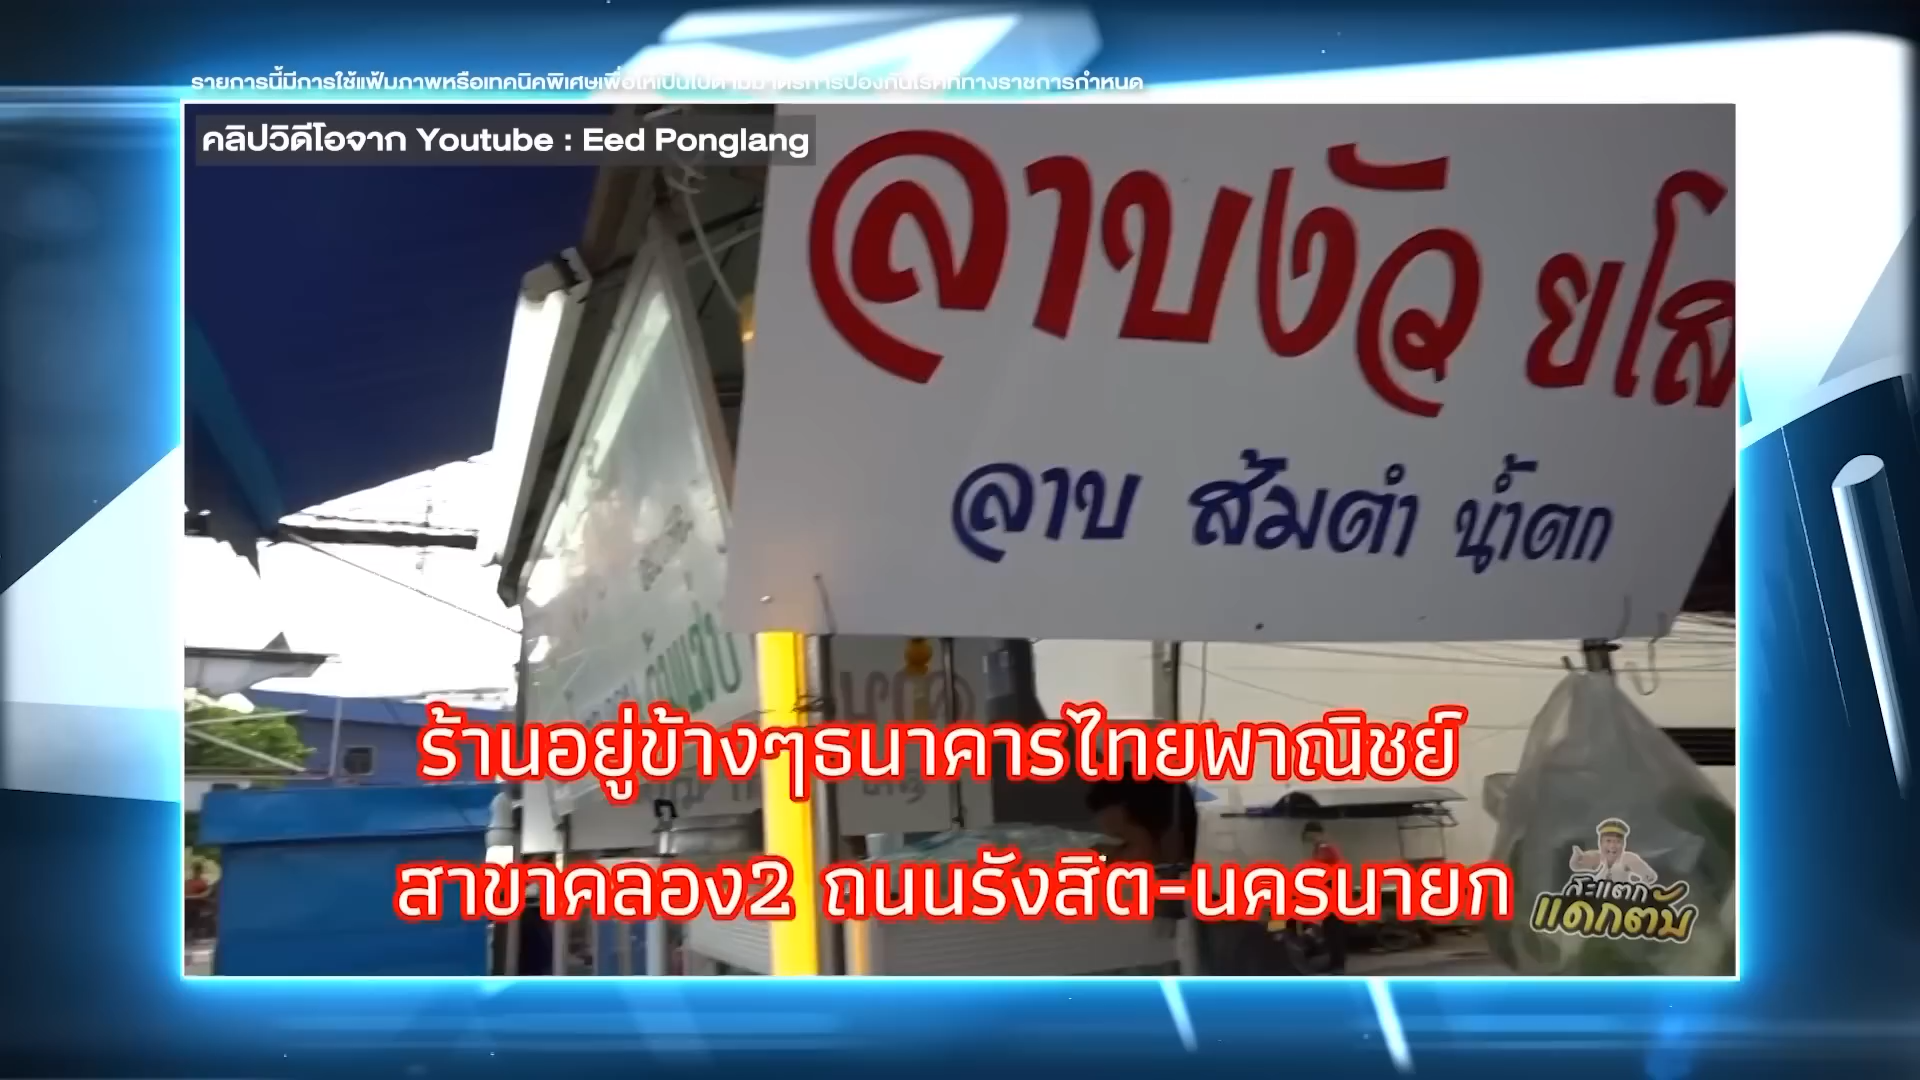 รายการนี้มีการใช้แฟ้มภาพหรือเทคนิคพิเศษเพื่อให้เป็นไปตามมาตรการป้องกันโรคที่ทางราชการกำหนด
คลิปวิดีโอจาก Youtube : Eed Ponglang
ลาบงัว ยโส
ลาบ ส้มตำ น้ำตก
ร้านอยู่ข้างๆธนาคารไทยพาณิชย์
สาขาคลอง2 ถนนรังสิต-นครนายก
สะแตก
แดกตับ